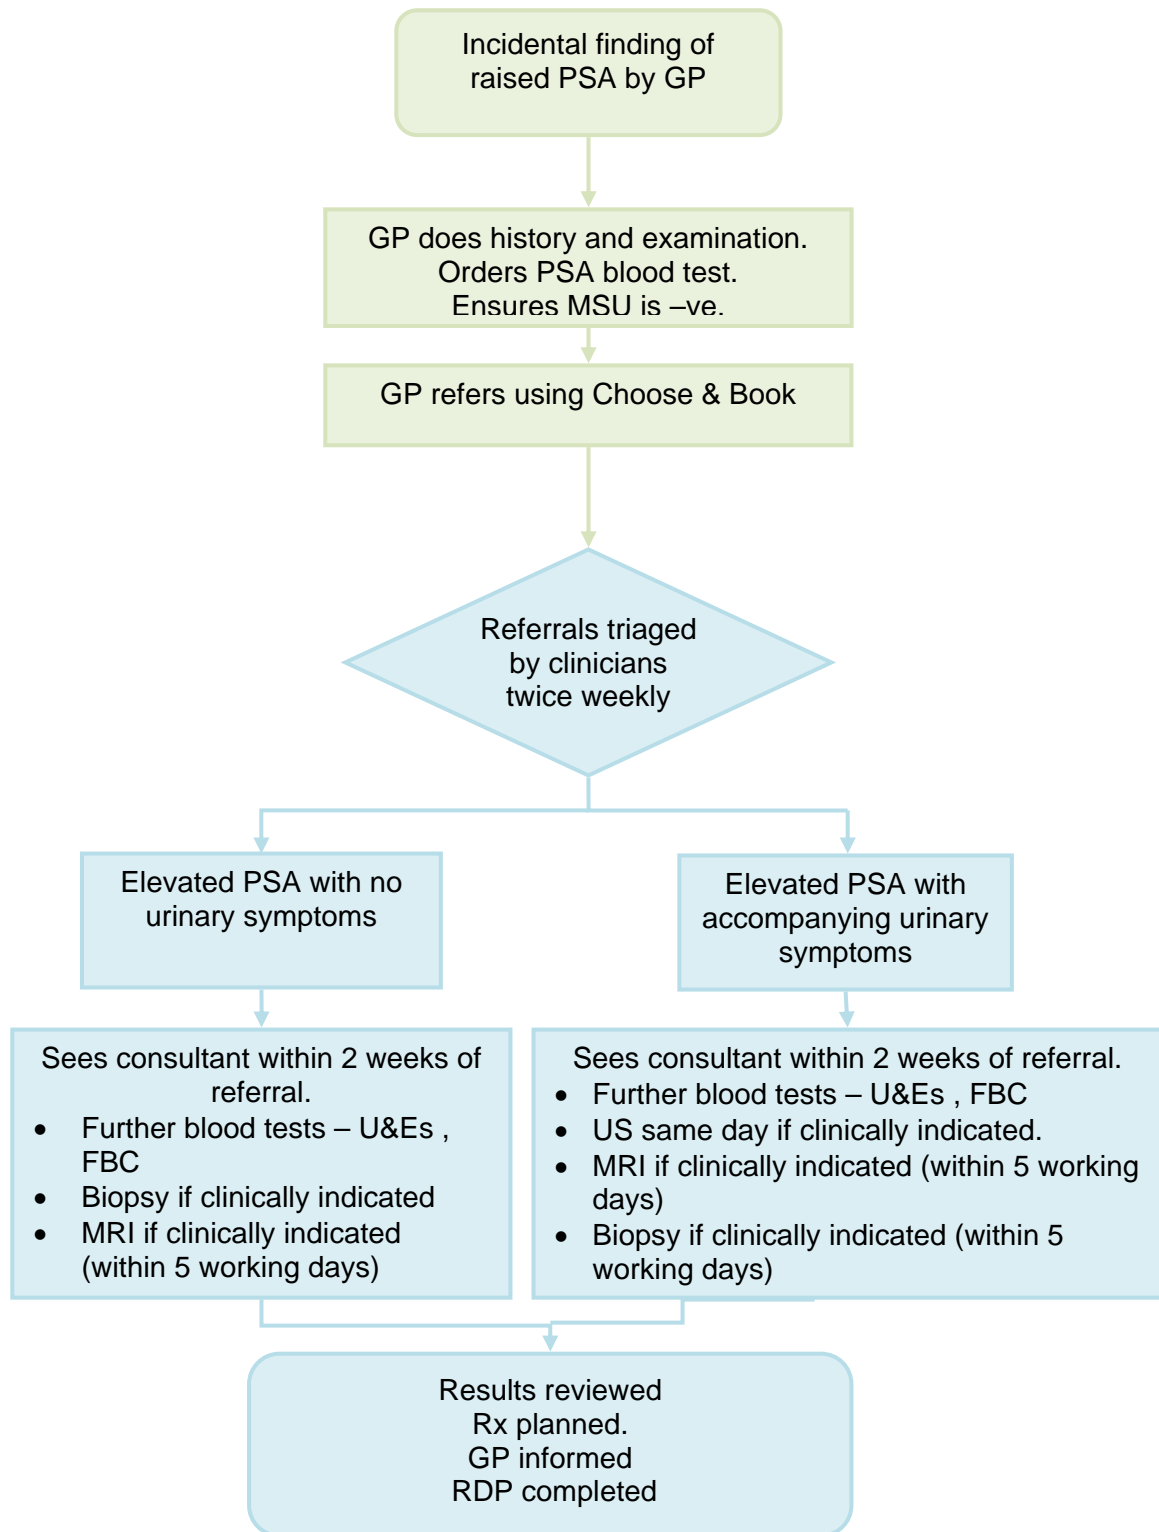 Incidental finding of
raised PSA by GP
GP does history and examination.
Orders PSA blood test.
Ensures MSU is –ve.
GP refers using Choose & Book
Referrals triaged
by clinicians
twice weekly
Elevated PSA with no
urinary symptoms
Elevated PSA with
accompanying urinary
symptoms
Sees consultant within 2 weeks of
referral.
• Further blood tests – U&Es ,
FBC
• Biopsy if clinically indicated
• MRI if clinically indicated
(within 5 working days)
Sees consultant within 2 weeks of referral.
• Further blood tests – U&Es , FBC
• US same day if clinically indicated.
• MRI if clinically indicated (within 5 working
days)
• Biopsy if clinically indicated (within 5
working days)
Results reviewed
Rx planned.
GP informed
RDP completed